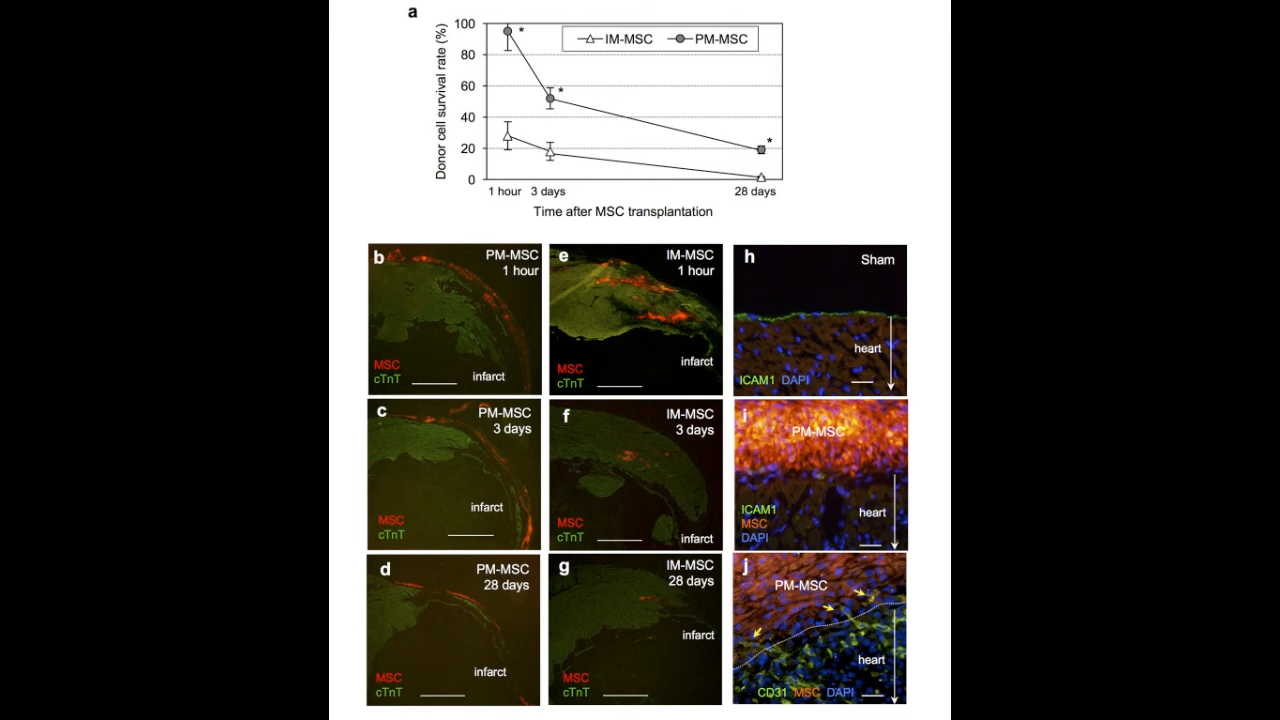 a
100
80
60
40
20
0
Donor cell survival rate (%)
IM-MSC
PM-MSC
*
*
*
1 hour
3 days
28 days
Time after MSC transplantation
b
PM-MSC
1 hour
MSC
cTnT
infarct
e
IM-MSC
1 hour
infarct
MSC
cTnT
h
Sham
heart
ICAM1 DAPI
c
PM-MSC
3 days
infarct
MSC
cTnT
f
IM-MSC
3 days
MSC
cTnT
infarct
i
PM-MSC
ICAM1
MSC
DAPI
heart
d
PM-MSC
28 days
infarct
MSC
cTnT
g
IM-MSC
28 days
infarct
MSC
cTnT
j
PM-MSC
heart
CD31 MSC DAPI